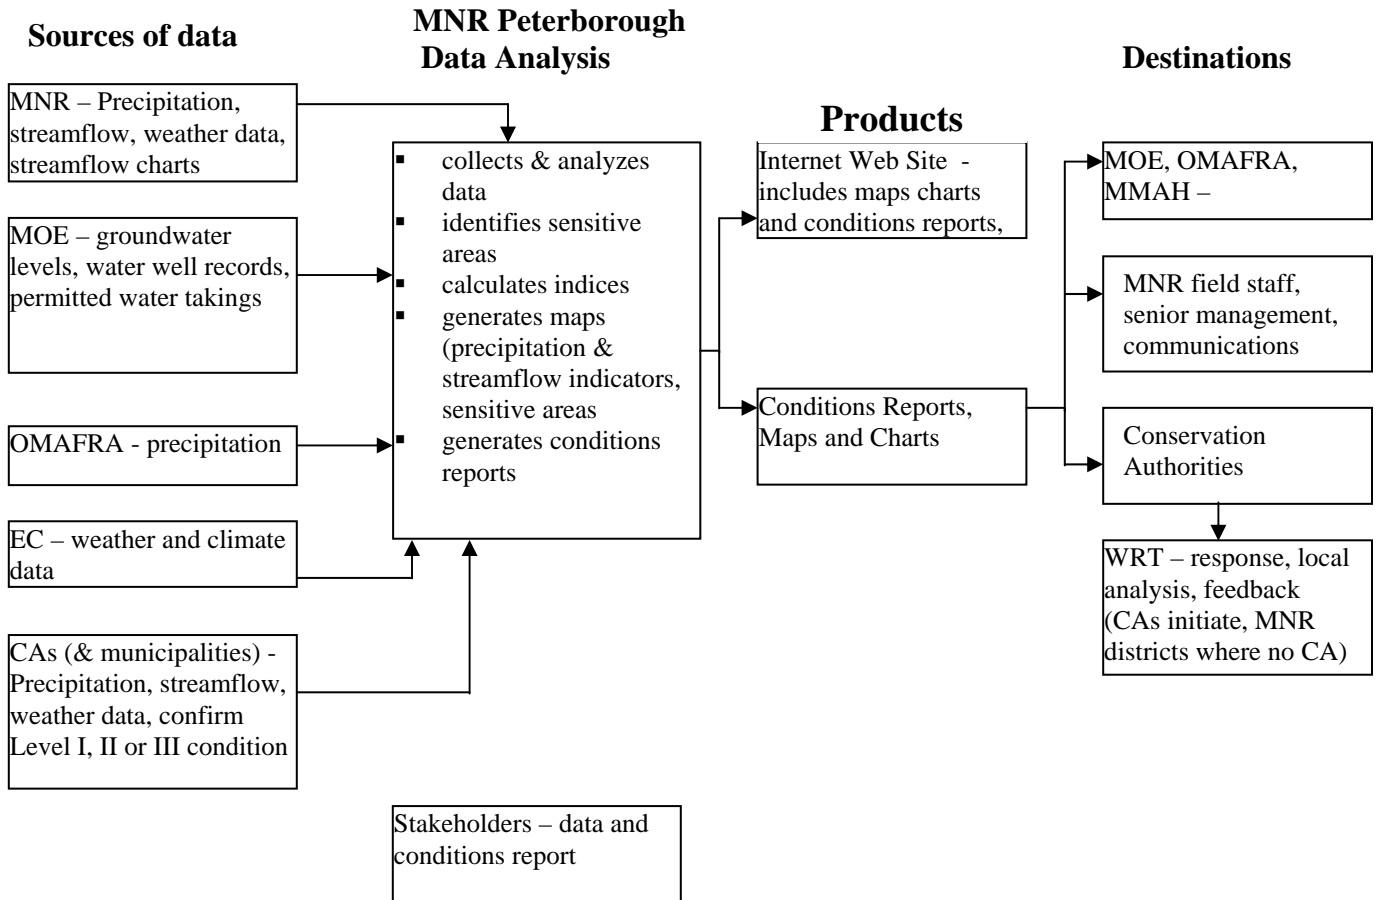 Sources of data
MNR Peterborough
Data Analysis
Products
Destinations
MNR – Precipitation,
streamflow, weather data,
streamflow charts
MOE – groundwater
levels, water well records,
permitted water takings
OMAFRA - precipitation
EC – weather and climate
data
CAs (& municipalities) -
Precipitation, streamflow,
weather data, confirm
Level I, II or III condition
▪ collects & analyzes
data
▪ identifies sensitive
areas
▪ calculates indices
▪ generates maps
(precipitation &
streamflow indicators,
sensitive areas
▪ generates conditions
reports
Stakeholders – data and
conditions report
Internet Web Site -
includes maps charts
and conditions reports,
Conditions Reports,
Maps and Charts
MOE, OMAFRA,
MMAH –
MNR field staff,
senior management,
communications
Conservation
Authorities
WRT – response, local
analysis, feedback
(CAs initiate, MNR
districts where no CA)